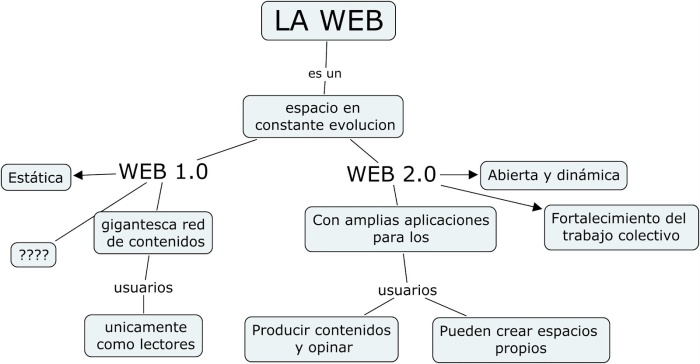 LA WEB
es un
espacio en
constante evolucion
WEB 1.0
WEB 2.0
Estática
Abierta y dinámica
gigantesca red
de contenidos
Con amplias aplicaciones
para los
Fortalecimiento del
trabajo colectivo
????
usuarios
usuarios
unicamente
como lectores
Producir contenidos
y opinar
Pueden crear espacios
propios